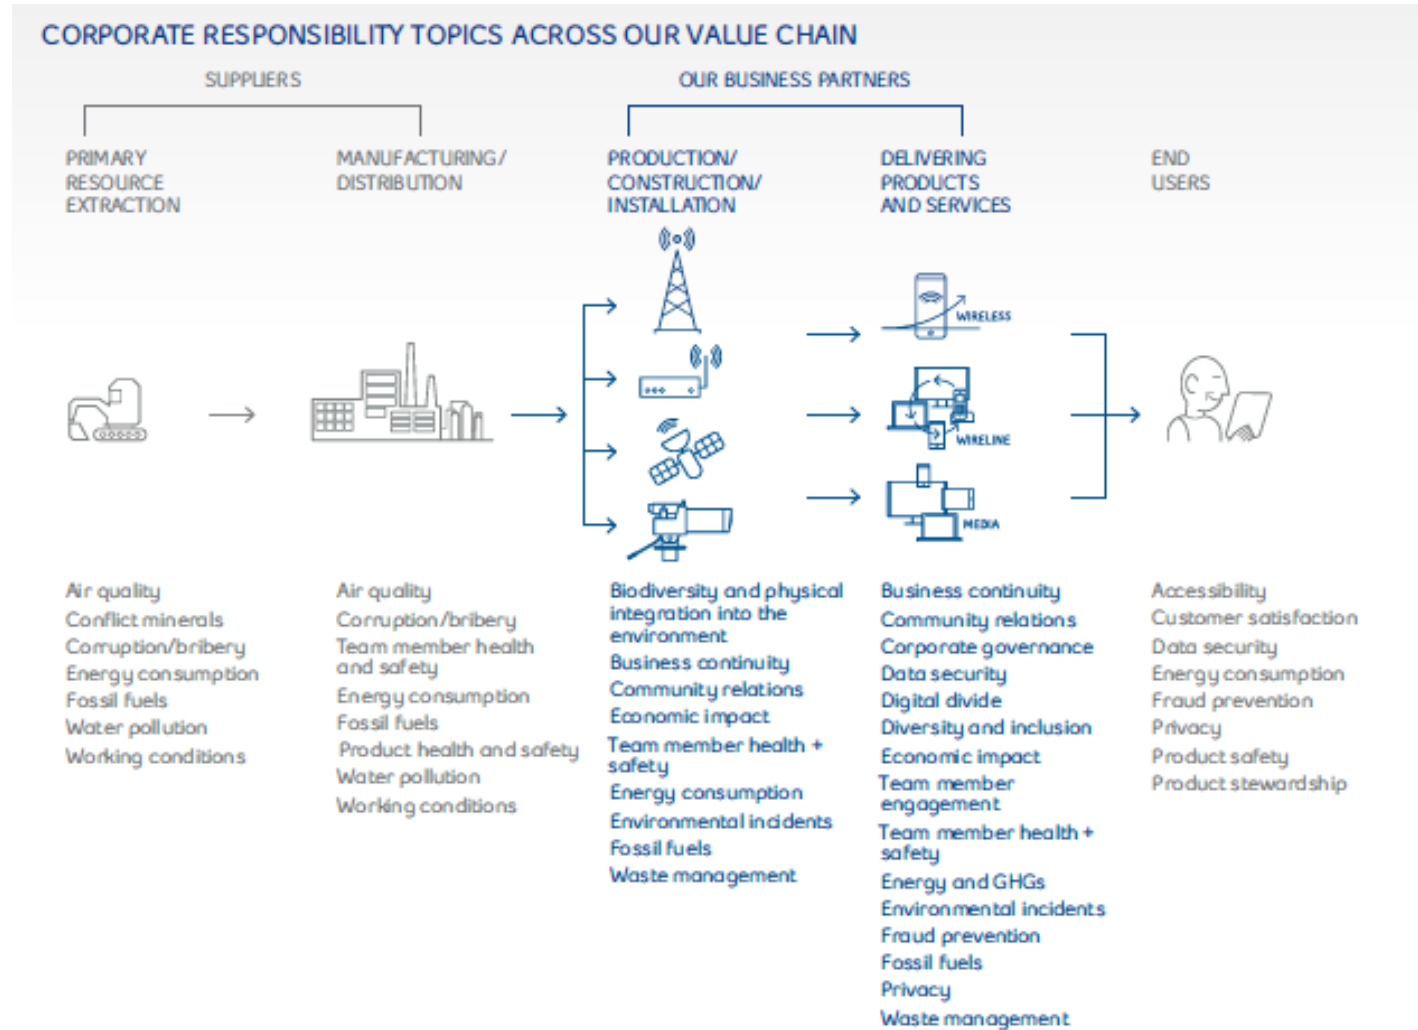 CORPORATE RESPONSIBILITY TOPICS ACROSS OUR VALUE CHAIN
SUPPLIERS
OUR BUSINESS PARTNERS
PRIMARY
RESOURCE
EXTRACTION
MANUFACTURING/
DISTRIBUTION
PRODUCTION/
CONSTRUCTION/
INSTALLATION
DELIVERING
PRODUCTS
AND SERVICES
END
USERS
WIRELESS
WIRELINE
MEDIA
Air quality
Conflict minerals
Corruption/bribery
Energy consumption
Fossil fuels
Water pollution
Working conditions
Air quality
Corruption/bribery
Team member health
and safety
Energy consumption
Fossil fuels
Product health and safety
Water pollution
Working conditions
Biodiversity and physical
integration into the
environment
Business continuity
Community relations
Economic impact
Team member health +
safety
Energy consumption
Environmental incidents
Fossil fuels
Waste management
Business continuity
Community relations
Corporate governance
Data security
Digital divide
Diversity and inclusion
Economic impact
Team member
engagement
Team member health +
safety
Energy and GHGs
Environmental incidents
Fraud prevention
Fossil fuels
Privacy
Waste management
Accessibility
Customer satisfaction
Data security
Energy consumption
Fraud prevention
Privacy
Product safety
Product stewardship